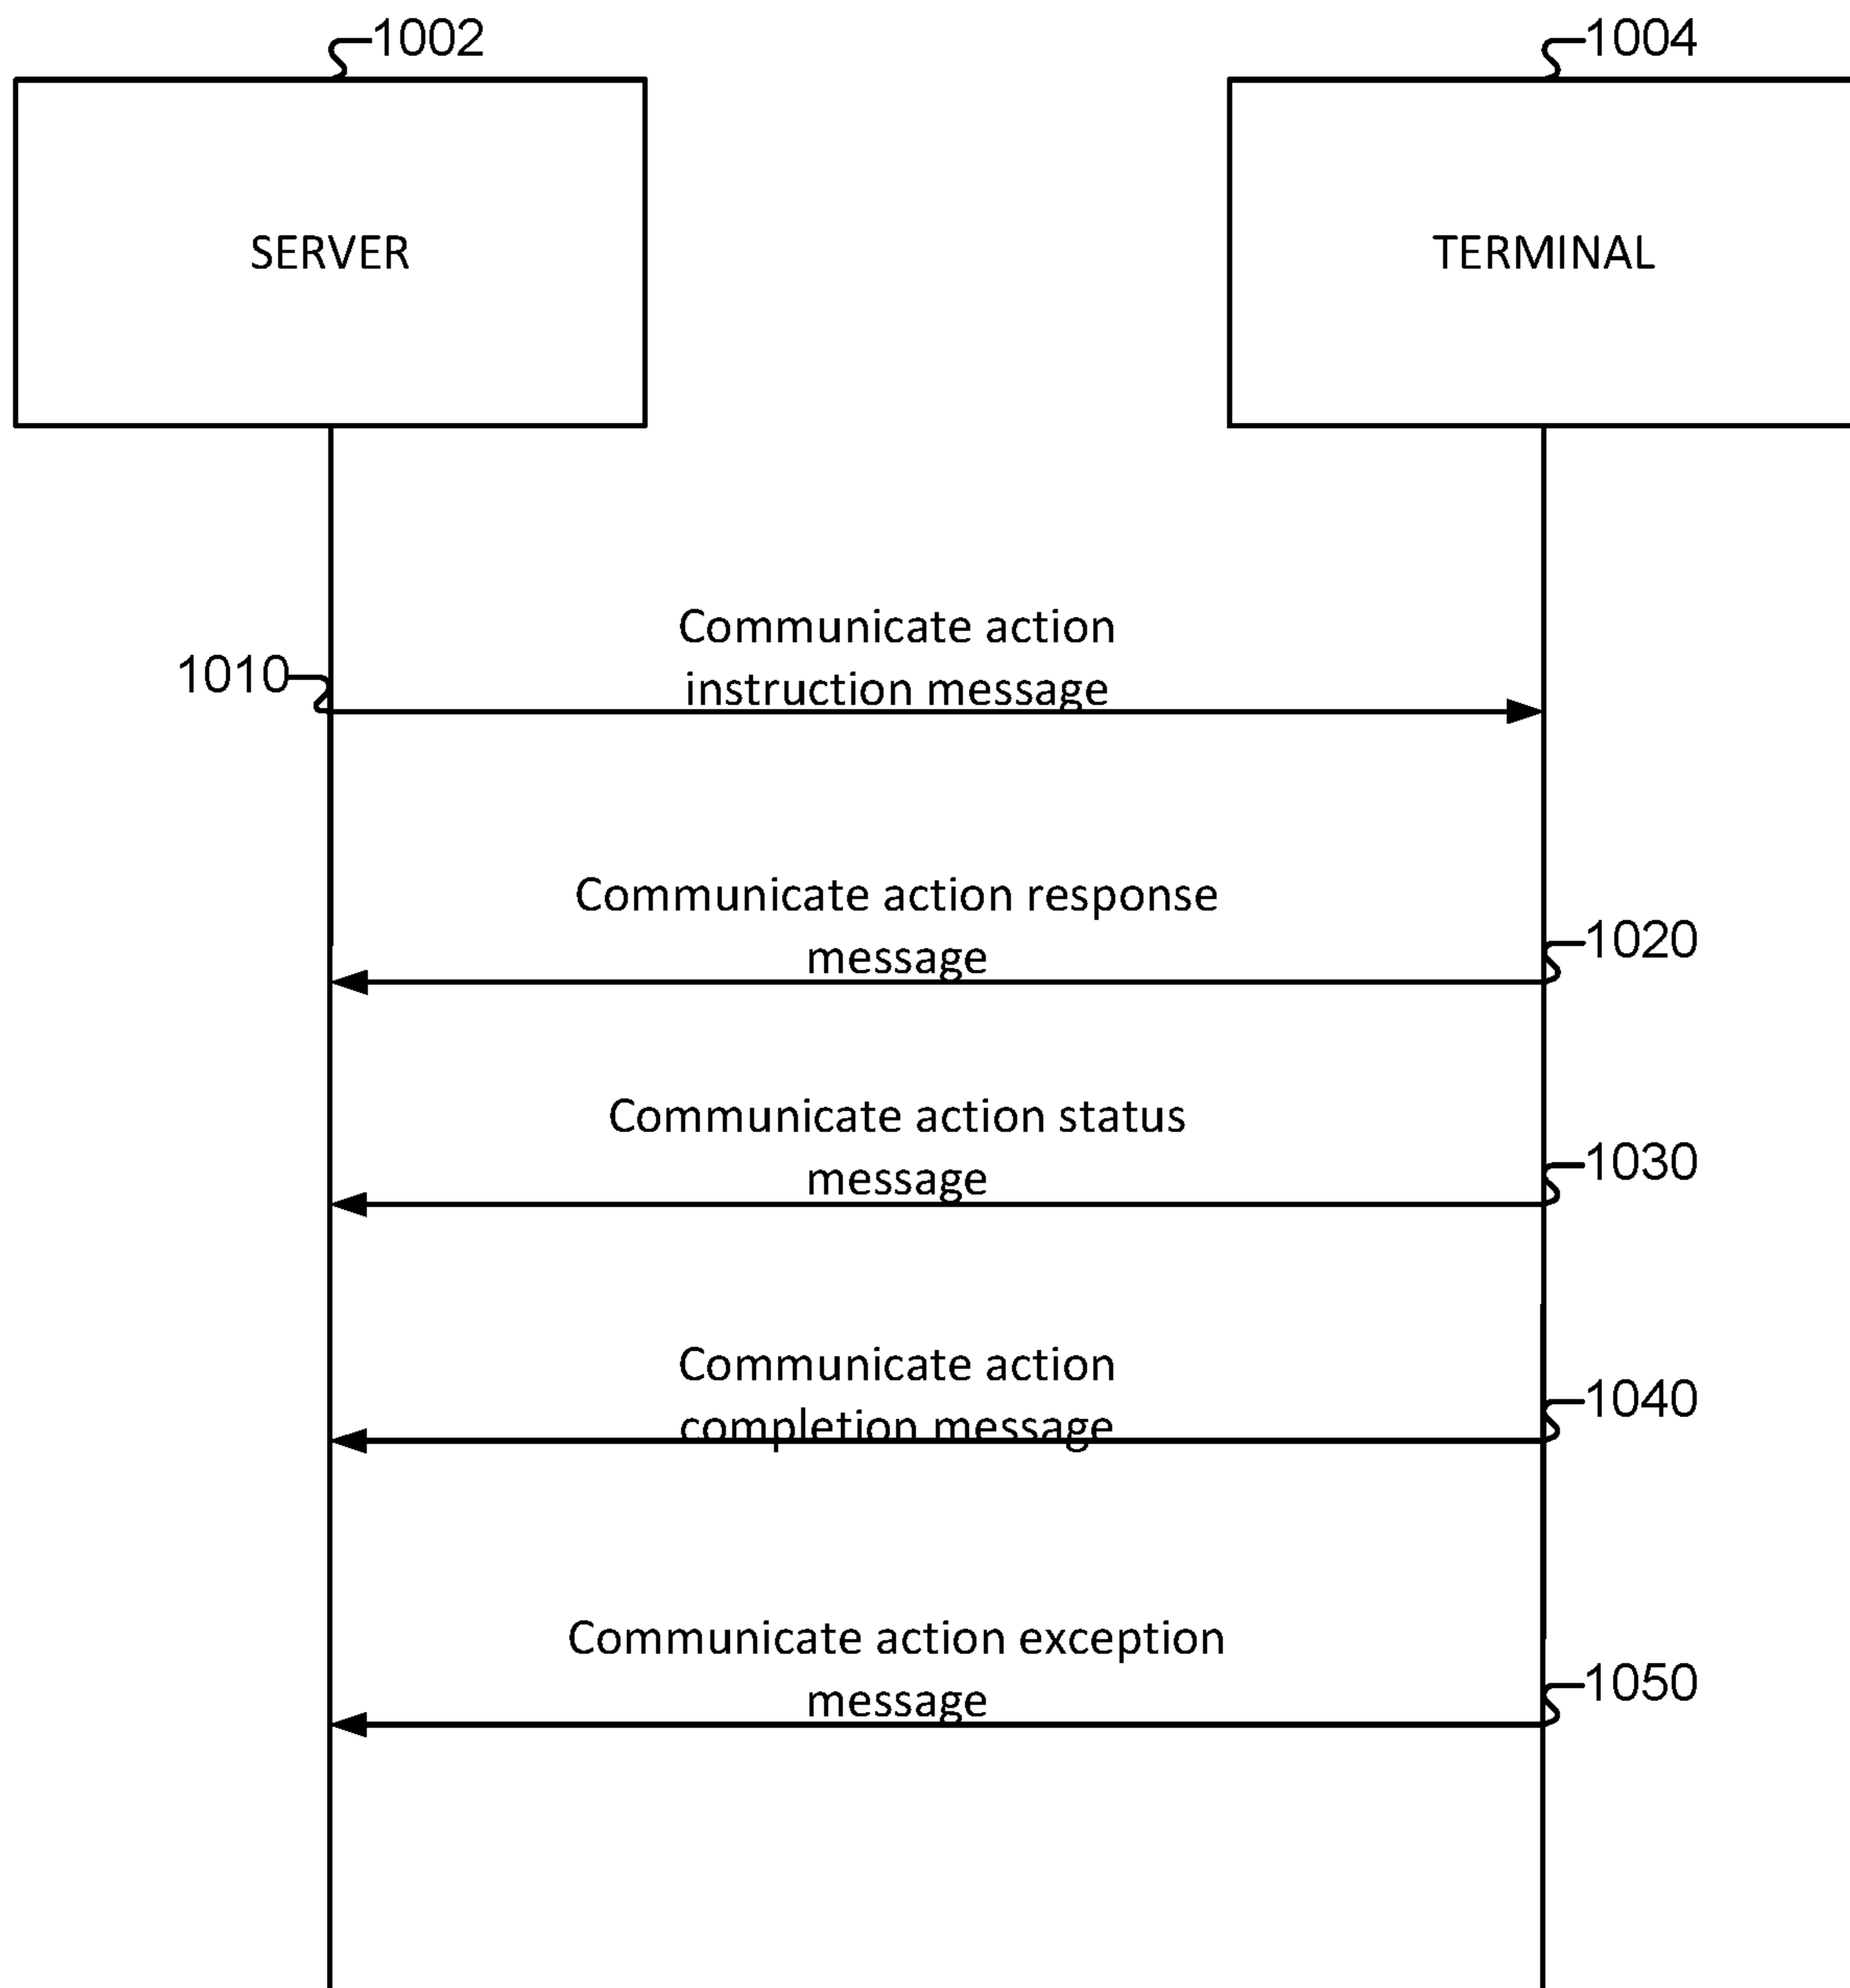 1002
1004
SERVER
TERMINAL
Communicate action
instruction message
1010
Communicate action response
message
1020
Communicate action status
message
1030
Communicate action
completion message
1040
Communicate action exception
message
1050